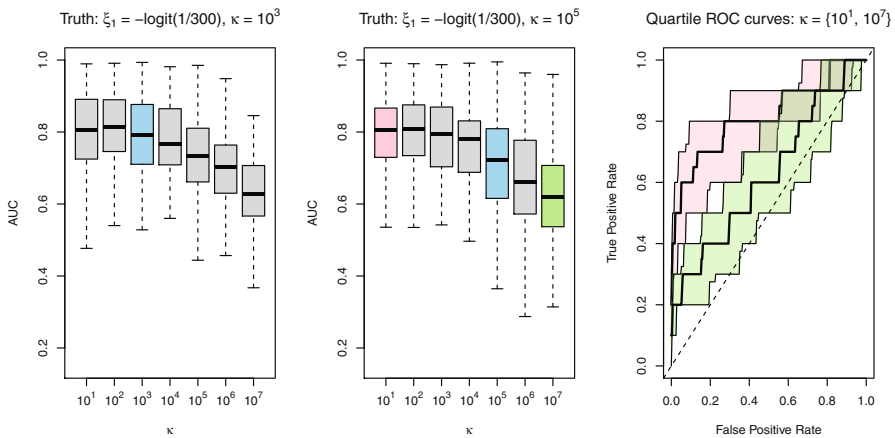 Truth: ξ₁ = −logit(1/300), κ = 10³
AUC
1.0
0.8
0.6
0.4
0.2
10¹ 10² 10³ 10⁴ 10⁵ 10⁶ 10⁷
κ
Truth: ξ₁ = −logit(1/300), κ = 10⁵
AUC
1.0
0.8
0.6
0.4
0.2
10¹ 10² 10³ 10⁴ 10⁵ 10⁶ 10⁷
κ
Quartile ROC curves: κ = {10¹, 10⁷}
True Positive Rate
1.0
0.8
0.6
0.4
0.2
0.0
0.0 0.2 0.4 0.6 0.8 1.0
False Positive Rate